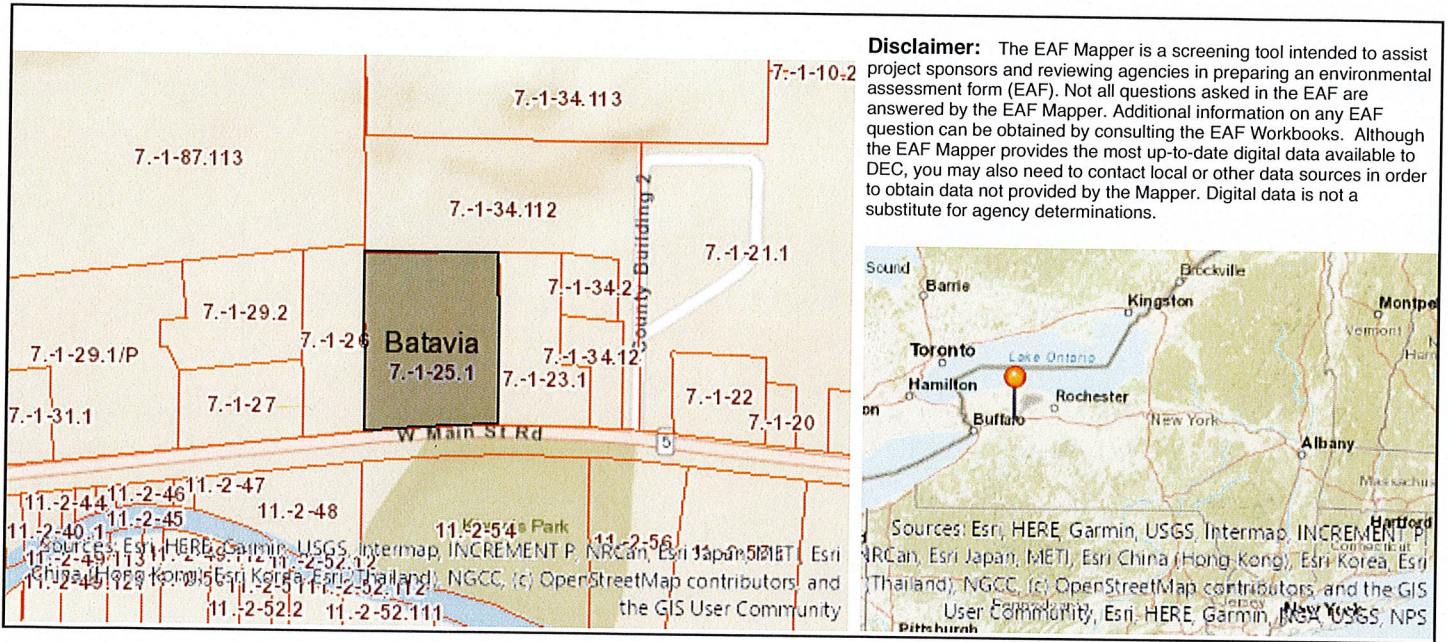 7.-1-34.113
7.-1-10.2
7.-1-87.113
7.-1-34.112
County Building 2
7.-1-21.1
7.-1-34.2
7.-1-29.2
7.-1-26
Batavia
7.-1-25.1
7.-1-29.1/P
7.-1-34.12
7.-1-23.1
7.-1-31.1
7.-1-27
7.-1-22
7.-1-20
W Main St Rd
5
11.-2-47
11.-2-46
11.-2-44
11.-2-45
11.-2-48
11.-2-40.1
11.-2-54
Park
11.-2-56
Sources: Esri, HERE, Garmin, USGS, Intermap, INCREMENT P, NRCan, Esri Japan, METI, Esri
China (Hong Kong), Esri Korea, Esri (Thailand), NGCC, (c) OpenStreetMap contributors, and
the GIS User Community
11.-2-52.112
11.-2-52.2
11.-2-52.111
Disclaimer: The EAF Mapper is a screening tool intended to assist
project sponsors and reviewing agencies in preparing an environmental
assessment form (EAF). Not all questions asked in the EAF are
answered by the EAF Mapper. Additional information on any EAF
question can be obtained by consulting the EAF Workbooks. Although
the EAF Mapper provides the most up-to-date digital data available to
DEC, you may also need to contact local or other data sources in order
to obtain data not provided by the Mapper. Digital data is not a
substitute for agency determinations.
Sound
Barrie
Brockville
Kingston
Montpe
Vermont
Toronto
Lake Ontario
Hamilton
Rochester
Buffalo
New York
Albany
Massachus
Hartford
Connecticut
Sources: Esri, HERE, Garmin, USGS, Intermap, INCREMENT P,
NRCan, Esri Japan, METI, Esri China (Hong Kong), Esri Korea, Esri
(Thailand), NGCC, (c) OpenStreetMap contributors, and the GIS
User Community, Esri, HERE, Garmin, NGA, USGS, NPS
New York
Pittsburgh